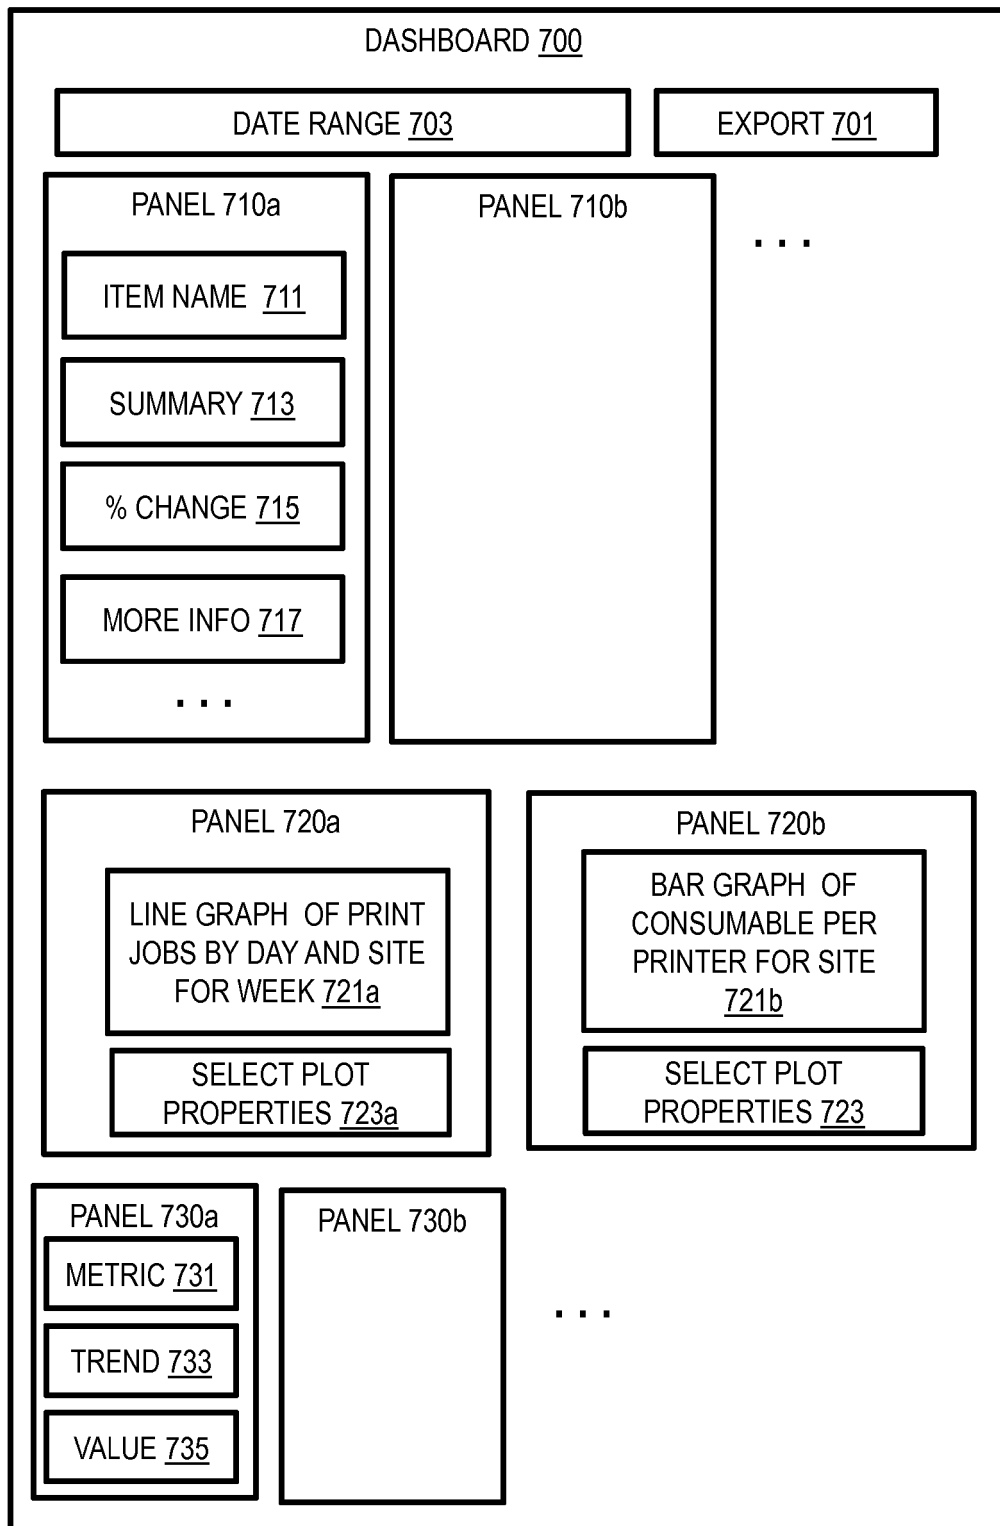 DASHBOARD 700
DATE RANGE 703
EXPORT 701
PANEL 710a
ITEM NAME 711
SUMMARY 713
% CHANGE 715
MORE INFO 717
. . .
PANEL 710b
. . .
PANEL 720a
LINE GRAPH OF PRINT
JOBS BY DAY AND SITE
FOR WEEK 721a
SELECT PLOT
PROPERTIES 723a
PANEL 720b
BAR GRAPH OF
CONSUMABLE PER
PRINTER FOR SITE
721b
SELECT PLOT
PROPERTIES 723
PANEL 730a
METRIC 731
TREND 733
VALUE 735
PANEL 730b
. . .